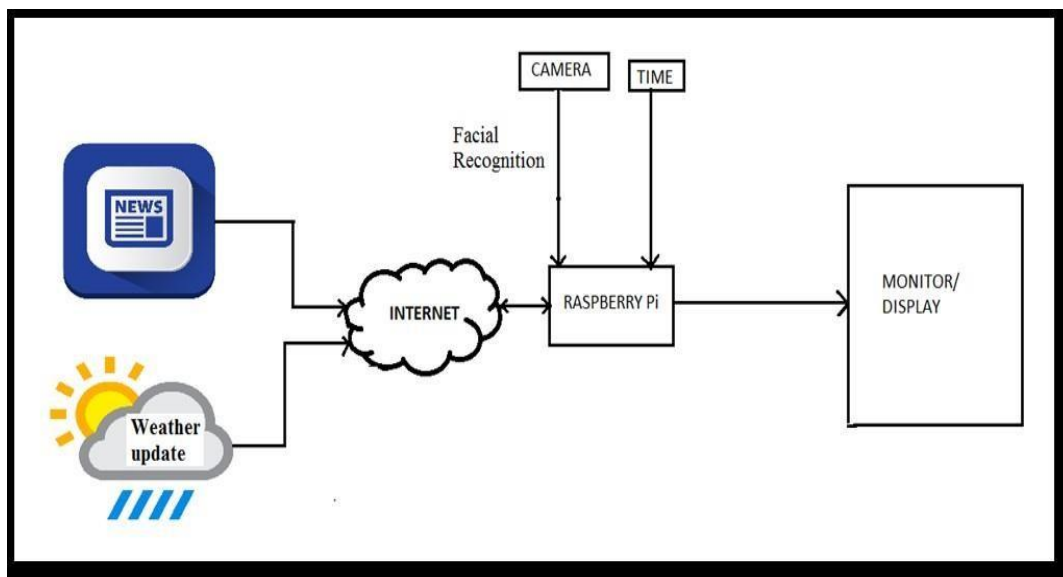 CAMERA
TIME
Facial
Recognition
NEWS
INTERNET
RASPBERRY Pi
MONITOR/
DISPLAY
Weather
update